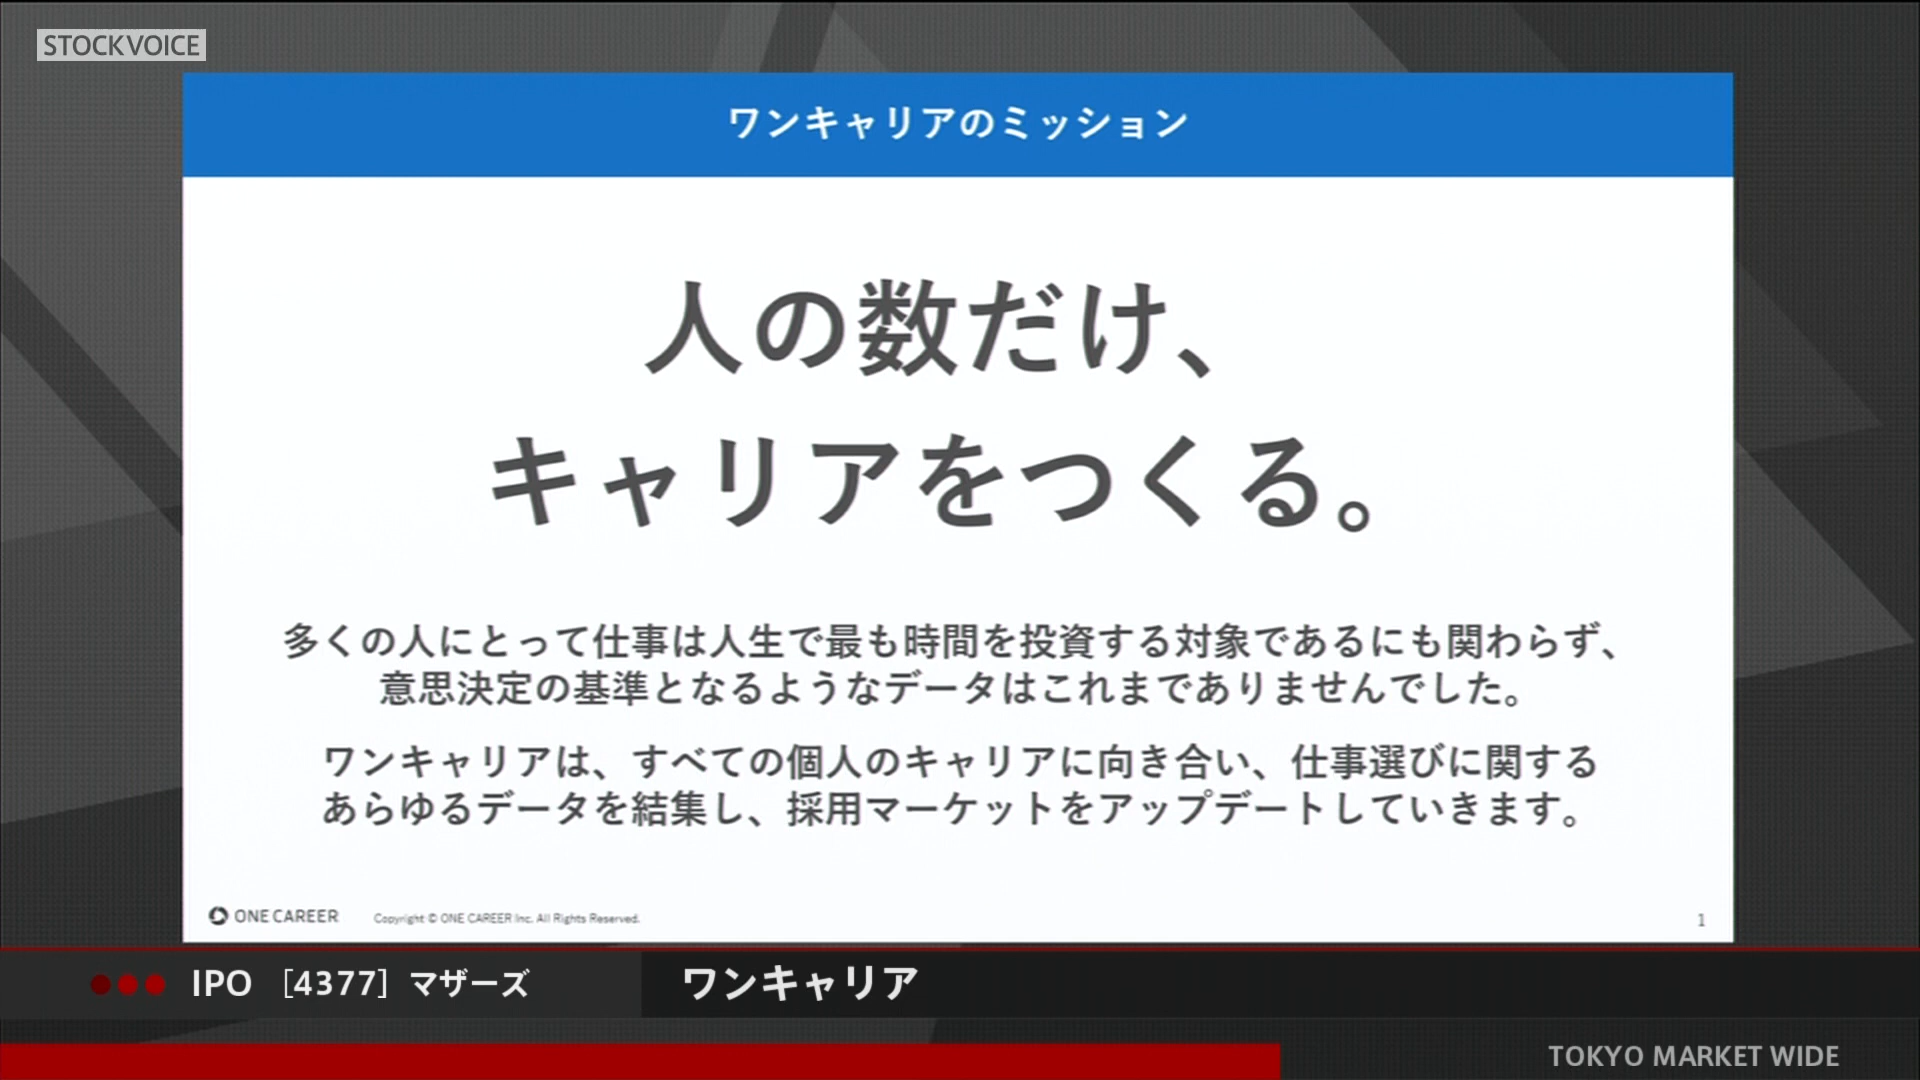 STOCKVOICE
ワンキャリアのミッション
人の数だけ、
キャリアをつくる。
多くの人にとって仕事は人生で最も時間を投資する対象であるにも関わらず、
意思決定の基準となるようなデータはこれまでありませんでした。
ワンキャリアは、すべての個人のキャリアに向き合い、仕事選びに関する
あらゆるデータを結集し、採用マーケットをアップデートしていきます。
ONE CAREER Copyright © ONE CAREER Inc. All Rights Reserved. 1
IPO [4377] マザーズ ワンキャリア
TOKYO MARKET WIDE